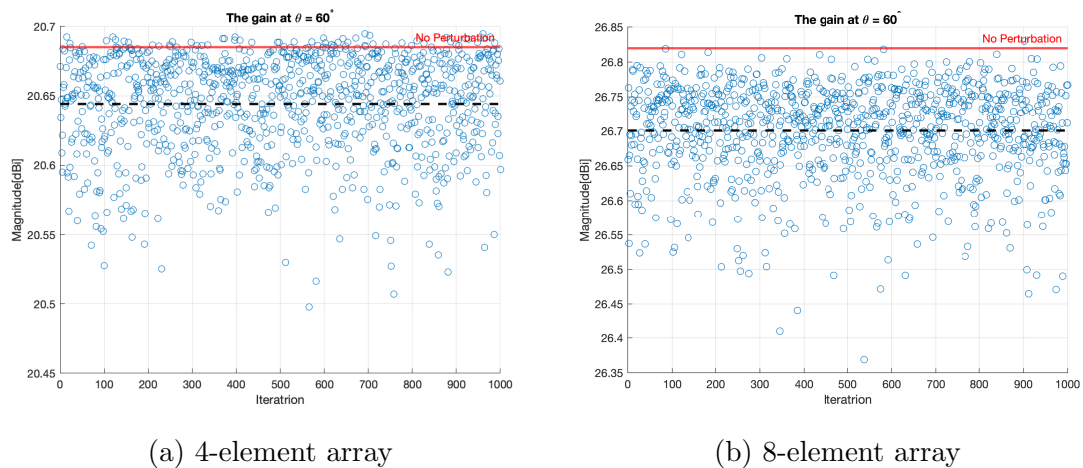 The gain at θ = 60°
No Perturbation
Magnitude[dBi]
20.7
20.65
20.6
20.55
20.5
20.45
0 100 200 300 400 500 600 700 800 900 1000
Iteratrion
(a) 4-element array
The gain at θ = 60°
No Perturbation
Magnitude[dBi]
26.85
26.8
26.75
26.7
26.65
26.6
26.55
26.5
26.45
26.4
26.35
0 100 200 300 400 500 600 700 800 900 1000
Iteratrion
(b) 8-element array